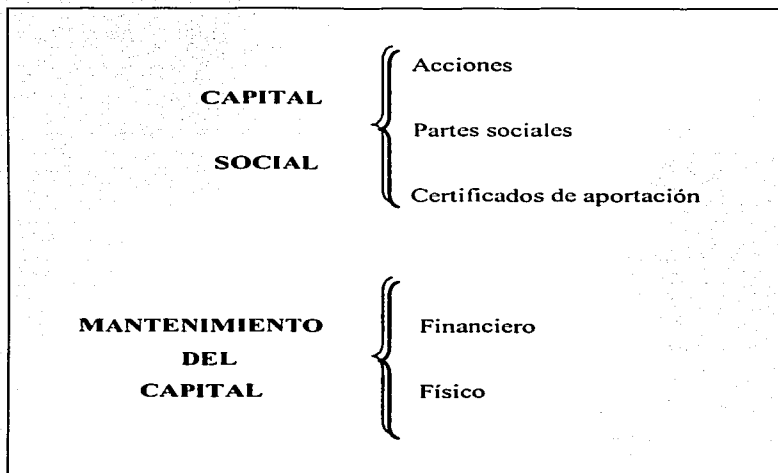 CAPITAL
SOCIAL
Acciones
Partes sociales
Certificados de aportación
MANTENIMIENTO
DEL
CAPITAL
Financiero
Físico